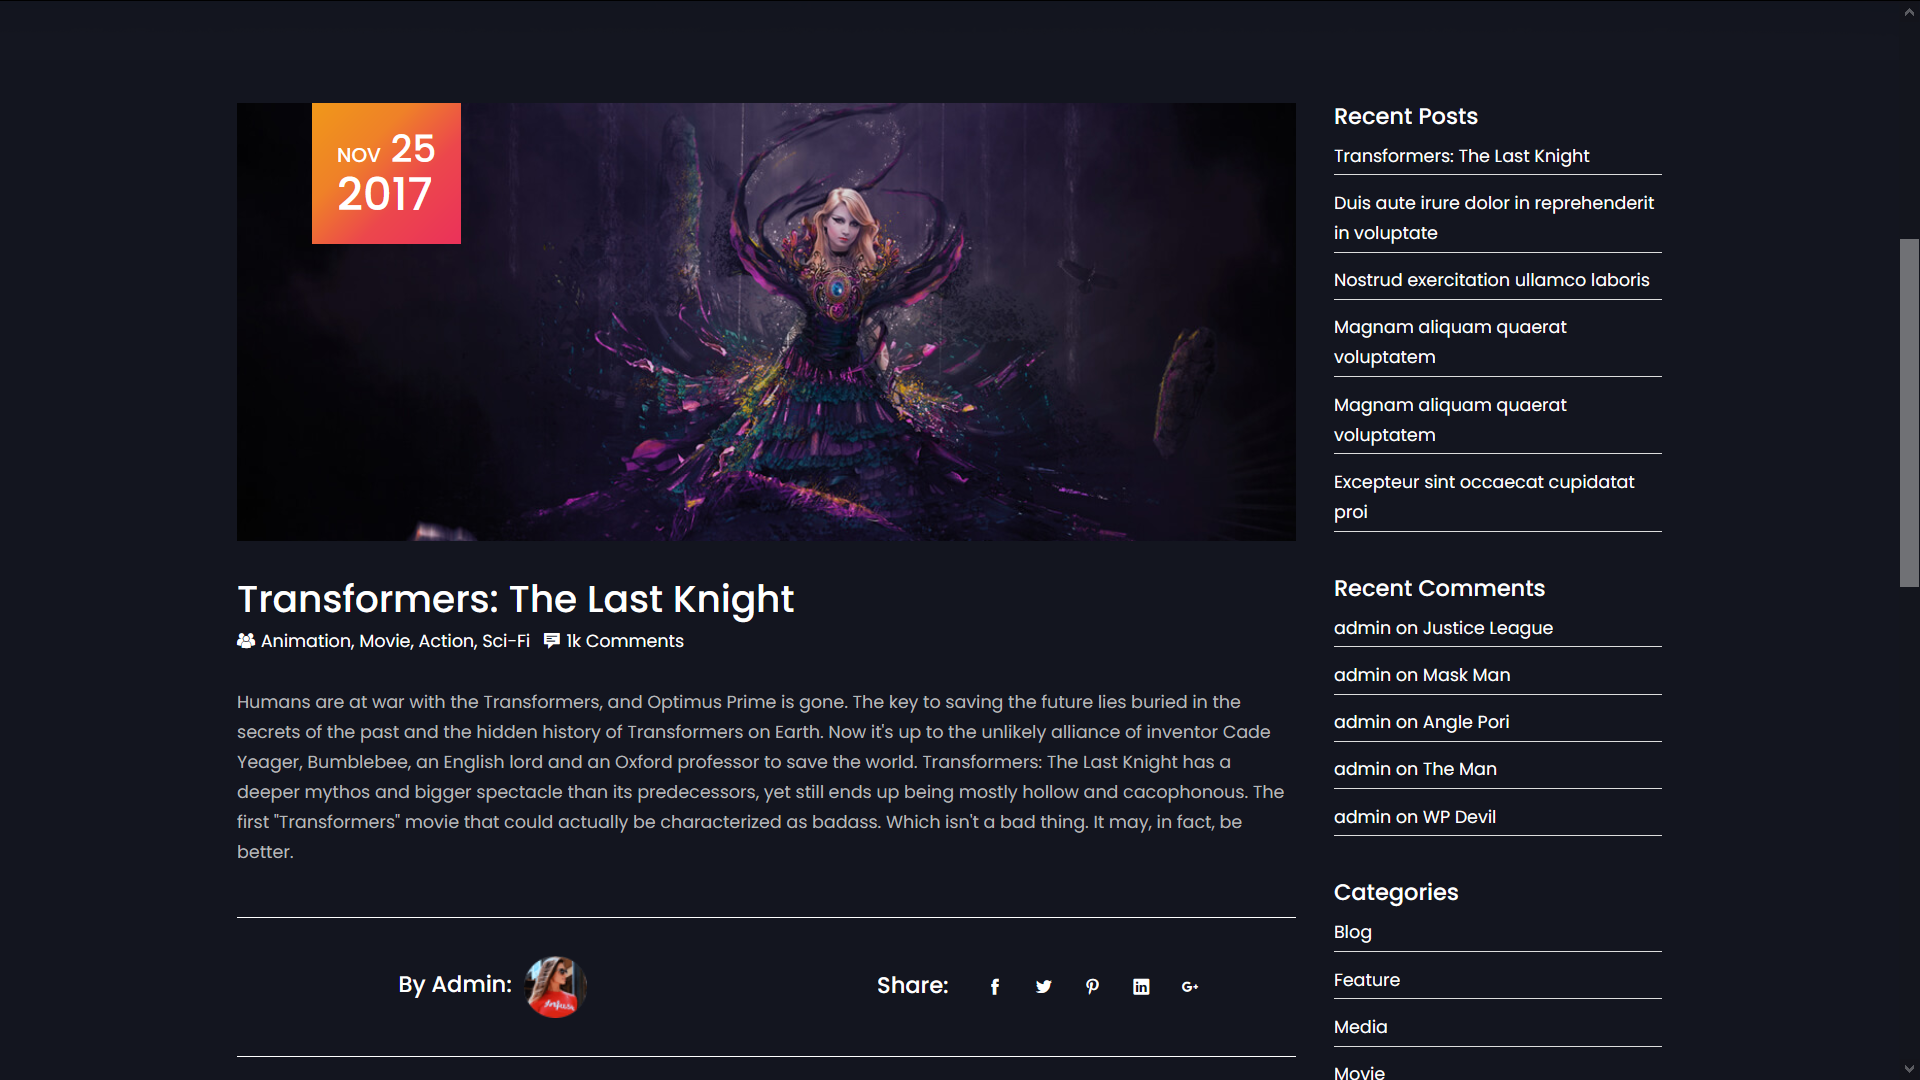 NOV 25
2017
Transformers: The Last Knight
Animation, Movie, Action, Sci-Fi 1k Comments
Humans are at war with the Transformers, and Optimus Prime is gone. The key to saving the future lies buried in the
secrets of the past and the hidden history of Transformers on Earth. Now it's up to the unlikely alliance of inventor Cade
Yeager, Bumblebee, an English lord and an Oxford professor to save the world. Transformers: The Last Knight has a
deeper mythos and bigger spectacle than its predecessors, yet still ends up being mostly hollow and cacophonous. The
first "Transformers" movie that could actually be characterized as badass. Which isn't a bad thing. It may, in fact, be
better.
By Admin:
Share:
Recent Posts
Transformers: The Last Knight
Duis aute irure dolor in reprehenderit
in voluptate
Nostrud exercitation ullamco laboris
Magnam aliquam quaerat
voluptatem
Magnam aliquam quaerat
voluptatem
Excepteur sint occaecat cupidatat
proi
Recent Comments
admin on Justice League
admin on Mask Man
admin on Angle Pori
admin on The Man
admin on WP Devil
Categories
Blog
Feature
Media
Movie